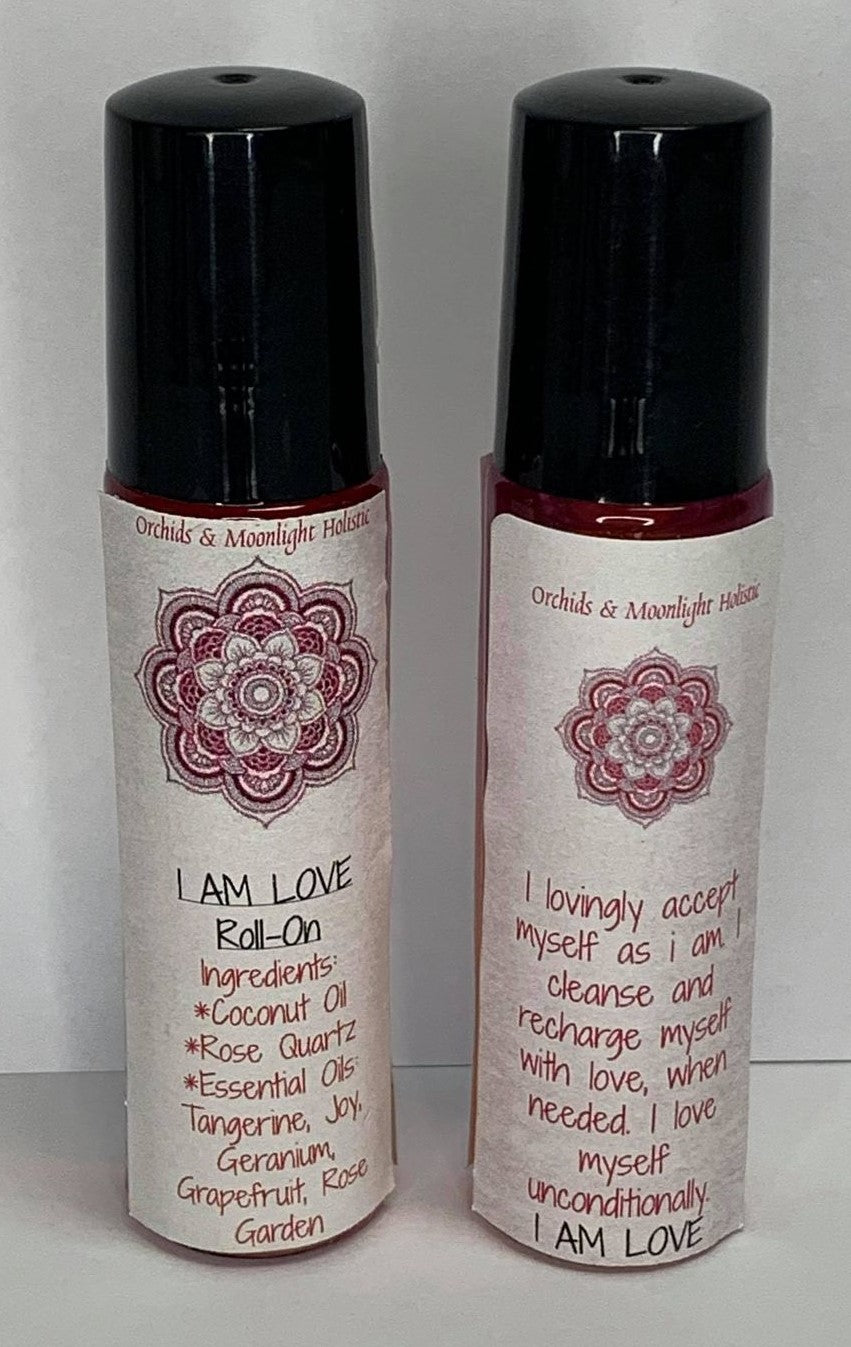 Orchids & Moonlight Holistic
I AM LOVE
Roll-On
Ingredients:
*Coconut Oil
*Rose Quartz
*Essential Oils:
Tangerine, Joy,
Geranium,
Grapefruit, Rose
Garden
Orchids & Moonlight Holistic
I lovingly accept
myself as i am. I
cleanse and
recharge myself
with love, when
needed. I love
myself
unconditionally.
I AM LOVE